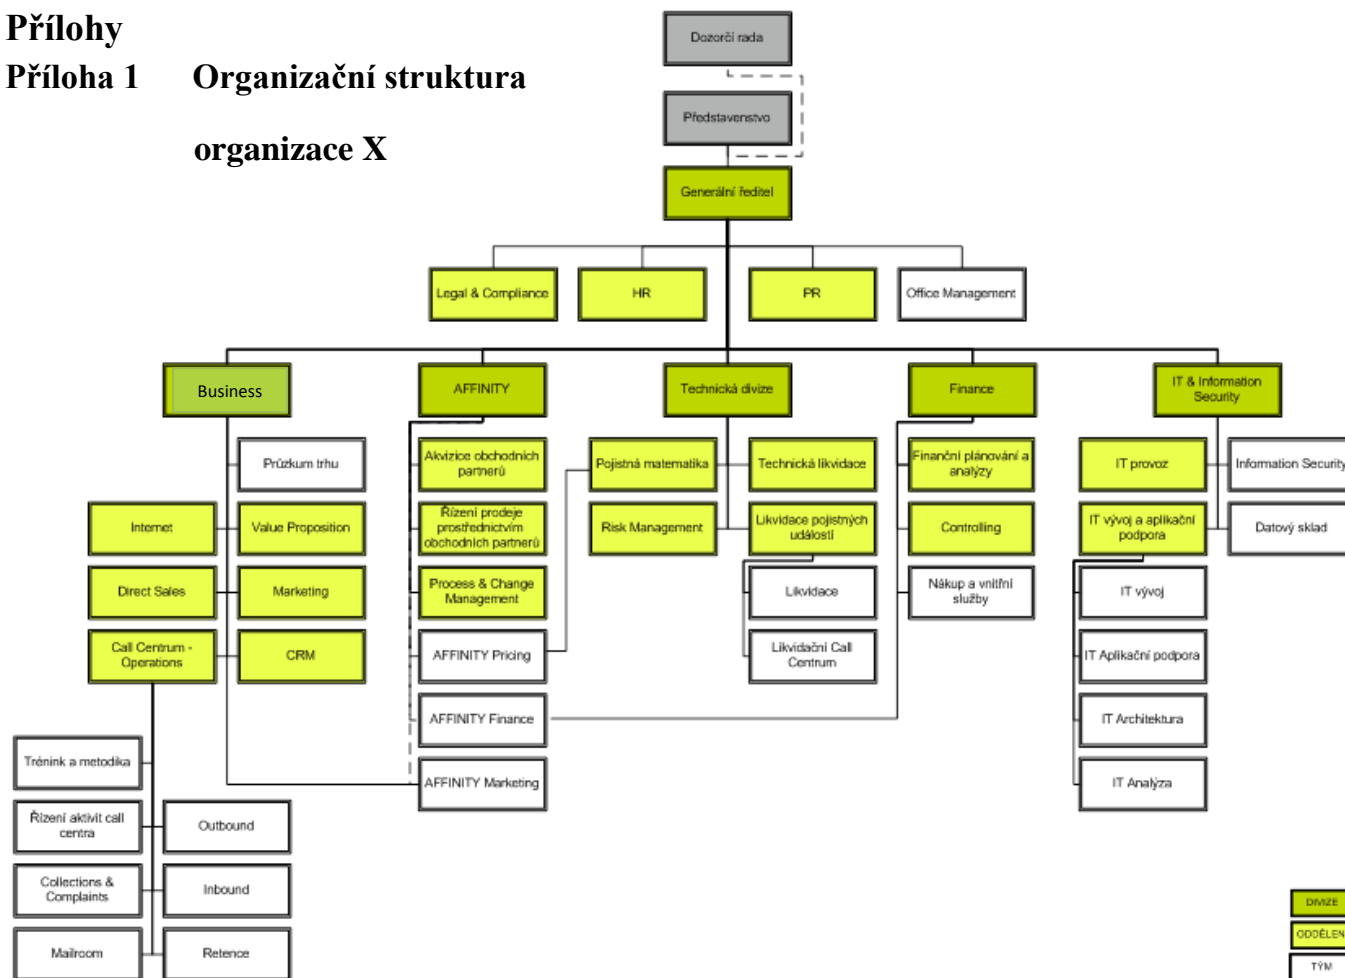 Přílohy
Příloha 1 Organizační struktura
organizace X
Dozorčí rada
Představenstvo
Generální ředitel
Legal & Compliance
HR
PR
Office Management
Business
AFFINITY
Technická divize
Finance
IT & Information
Security
Průzkum trhu
Internet
Value Proposition
Direct Sales
Marketing
Call Centrum -
Operations
CRM
Trénink a metodika
Řízení aktivit call
centra
Outbound
Collections &
Complaints
Inbound
Mailroom
Retence
Akvizice obchodních
partnerů
Řízení prodeje
prostřednictvím
obchodních partnerů
Process & Change
Management
AFFINITY Pricing
AFFINITY Finance
AFFINITY Marketing
Pojistná matematika
Technická likvidace
Risk Management
Likvidace pojistných
událostí
Likvidace
Likvidační Call
Centrum
Finanční plánování a
analýzy
Controlling
Nákup a vnitřní
služby
IT provoz
Information Security
IT vývoj a aplikační
podpora
Datový sklad
IT vývoj
IT Aplikační podpora
IT Architektura
IT Analýza
DIVIZE
ODDĚLEN
TÝM